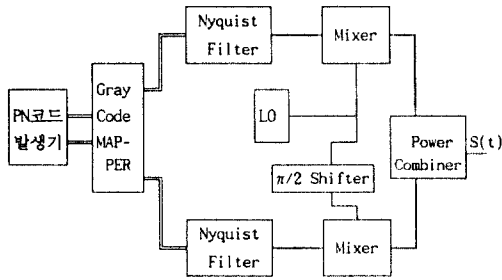 Nyquist
Filter
Mixer
PN코드
발생기
Gray
Code
MAP-
PER
LO
π/2 Shifter
Power
Combiner
S(t)
Nyquist
Filter
Mixer